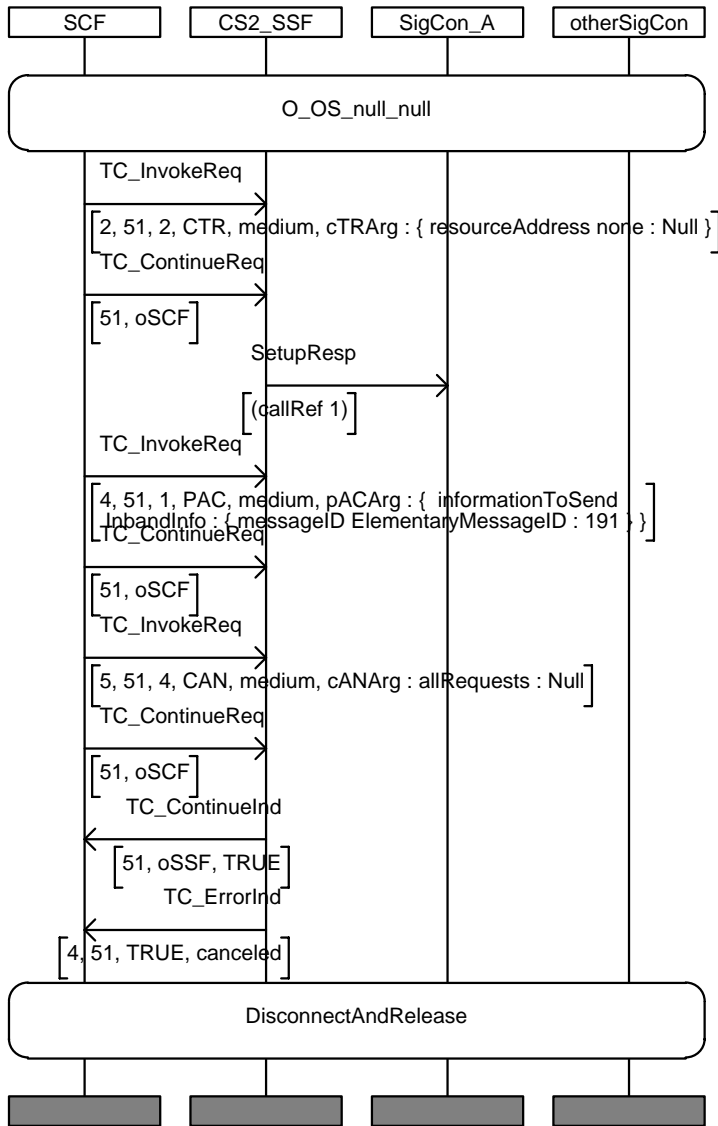 SCF CS2_SSF SigCon_A otherSigCon
O_OS_null_null
TC_InvokeReq
2, 51, 2, CTR, medium, cTRArg : { resourceAddress none : Null }
TC_ContinueReq
51, oSCF
SetupResp
(callRef 1)
TC_InvokeReq
4, 51, 1, PAC, medium, pACArg : { informationToSend
InbandInfo : { messageID ElementaryMessageID : 191 } }
TC_ContinueReq
51, oSCF
TC_InvokeReq
5, 51, 4, CAN, medium, cANArg : allRequests : Null
TC_ContinueReq
51, oSCF
TC_ContinueInd
51, oSSF, TRUE
TC_ErrorInd
4, 51, TRUE, canceled
DisconnectAndRelease